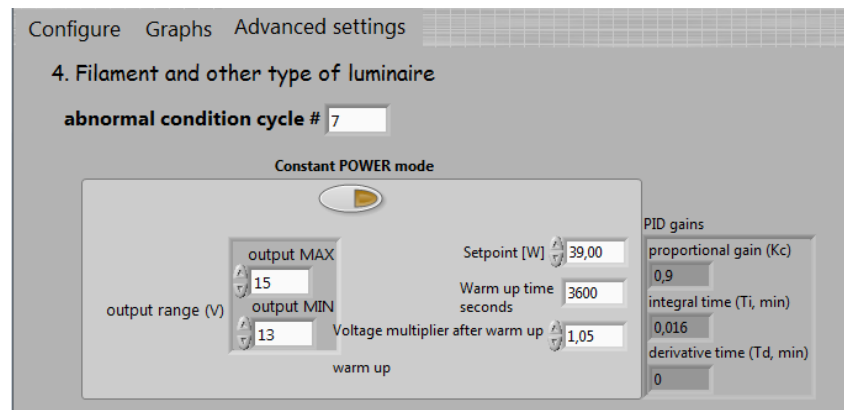 Configure Graphs Advanced settings
4. Filament and other type of luminaire
abnormal condition cycle # 7
Constant POWER mode
PID gains
output MAX
15
output MIN
13
output range (V)
Setpoint [W] 39,00
Warm up time
seconds
3600
Voltage multiplier after warm up 1,05
warm up
proportional gain (Kc)
0,9
integral time (Ti, min)
0,016
derivative time (Td, min)
0